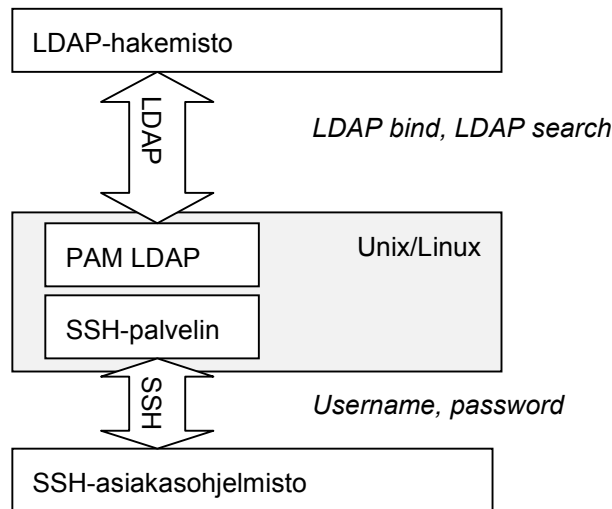 LDAP-hakemisto
LDAP
LDAP bind, LDAP search
Unix/Linux
PAM LDAP
SSH-palvelin
SSH
Username, password
SSH-asiakasohjelmisto